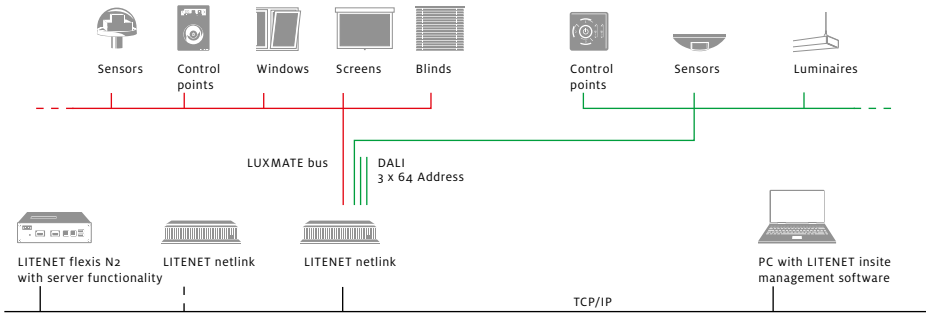 Sensors
Control
points
Windows
Screens
Blinds
Control
points
Sensors
Luminaires
LUXMATE bus
DALI
3 x 64 Address
LITENET flexis N2
with server functionality
LITENET netlink
LITENET netlink
PC with LITENET insite
management software
TCP/IP